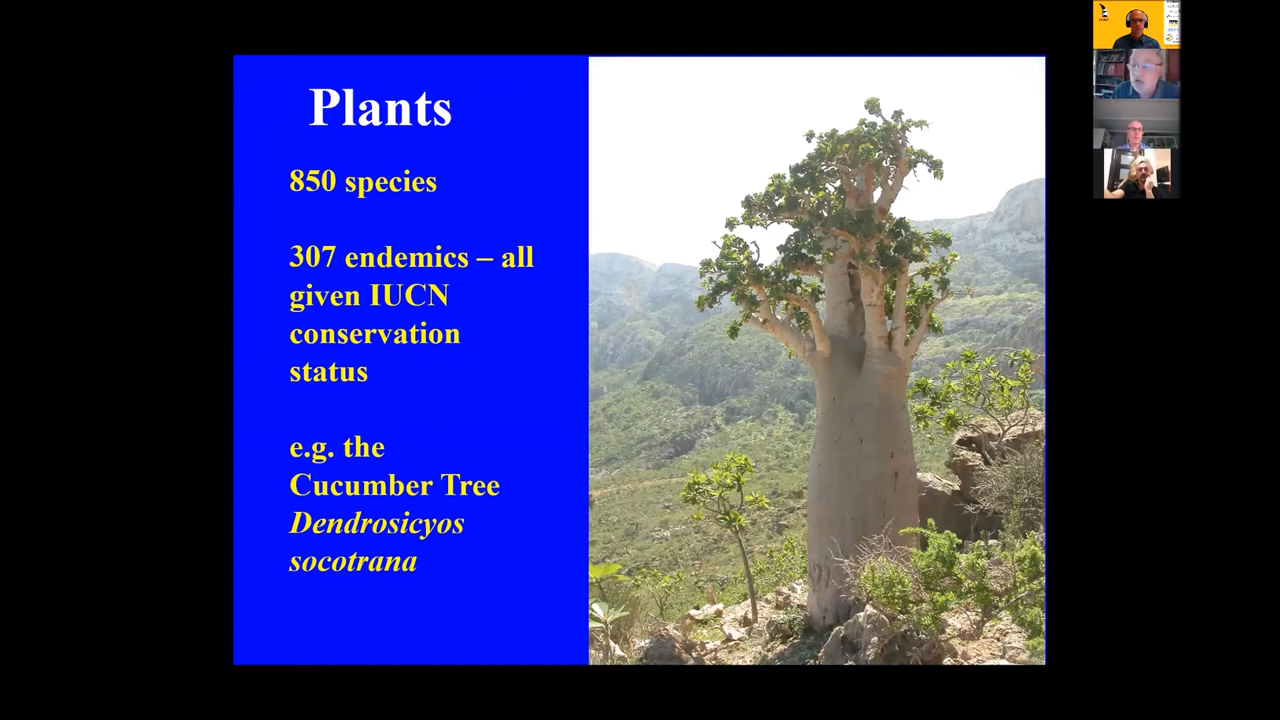 Plants
850 species
307 endemics – all
given IUCN
conservation
status
e.g. the
Cucumber Tree
Dendrosicyos
socotrana